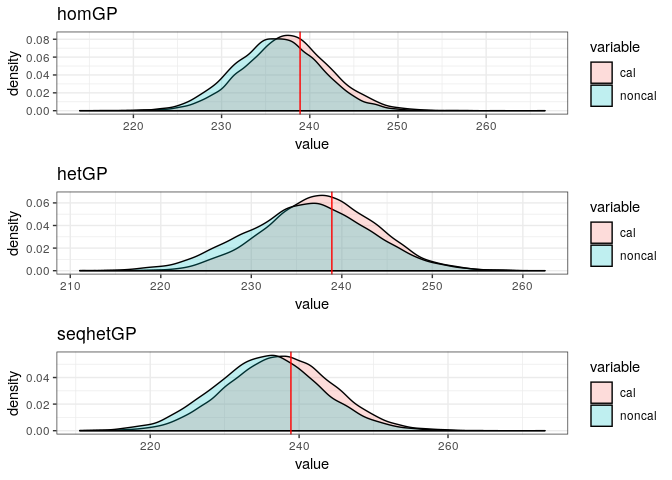 homGP
density
0.08
0.06
0.04
0.02
0.00
220 230 240 250 260
value
variable
cal
noncal
hetGP
density
0.06
0.04
0.02
0.00
210 220 230 240 250 260
value
variable
cal
noncal
seqhetGP
density
0.04
0.02
0.00
220 240 260
value
variable
cal
noncal